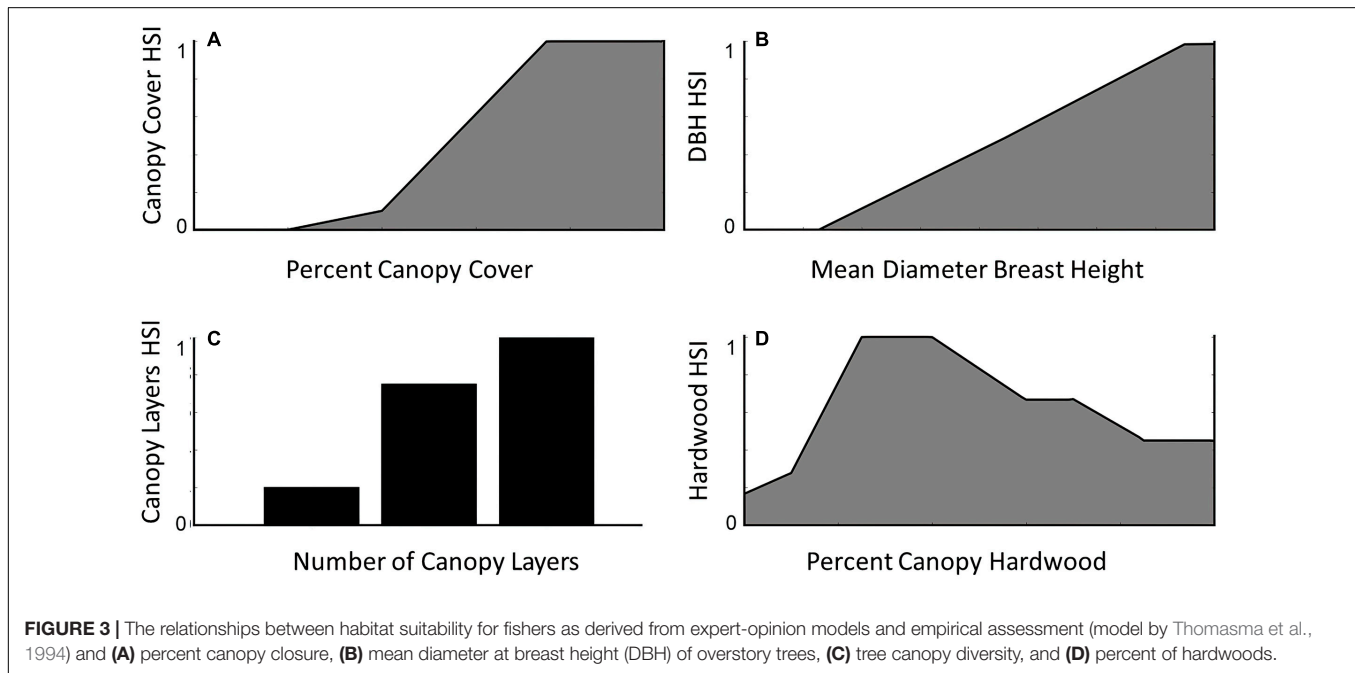 A
B
Canopy Cover HSI
1
0
Percent Canopy Cover
DBH HSI
1
0
Mean Diameter Breast Height
C
D
Canopy Layers HSI
1
0
Number of Canopy Layers
Hardwood HSI
1
0
Percent Canopy Hardwood
FIGURE 3 | The relationships between habitat suitability for fishers as derived from expert-opinion models and empirical assessment (model by Thomasma et al.,
1994) and (A) percent canopy closure, (B) mean diameter at breast height (DBH) of overstory trees, (C) tree canopy diversity, and (D) percent of hardwoods.